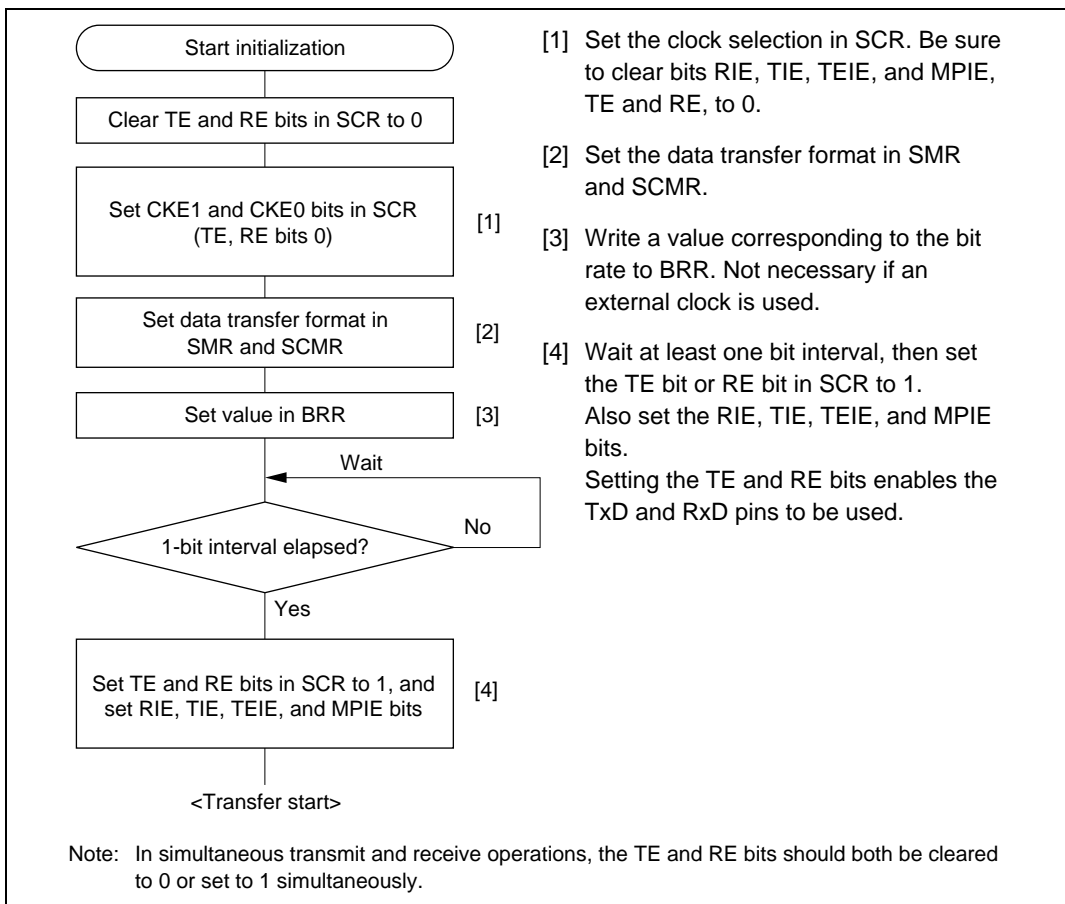 Start initialization
Clear TE and RE bits in SCR to 0
Set CKE1 and CKE0 bits in SCR
(TE, RE bits 0)
[1]
Set data transfer format in
SMR and SCMR
[2]
Set value in BRR
[3]
Wait
1-bit interval elapsed?
No
Yes
Set TE and RE bits in SCR to 1, and
set RIE, TIE, TEIE, and MPIE bits
[4]
<Transfer start>
[1] Set the clock selection in SCR. Be sure
to clear bits RIE, TIE, TEIE, and MPIE,
TE and RE, to 0.
[2] Set the data transfer format in SMR
and SCMR.
[3] Write a value corresponding to the bit
rate to BRR. Not necessary if an
external clock is used.
[4] Wait at least one bit interval, then set
the TE bit or RE bit in SCR to 1.
Also set the RIE, TIE, TEIE, and MPIE
bits.
Setting the TE and RE bits enables the
TxD and RxD pins to be used.
Note: In simultaneous transmit and receive operations, the TE and RE bits should both be cleared
to 0 or set to 1 simultaneously.